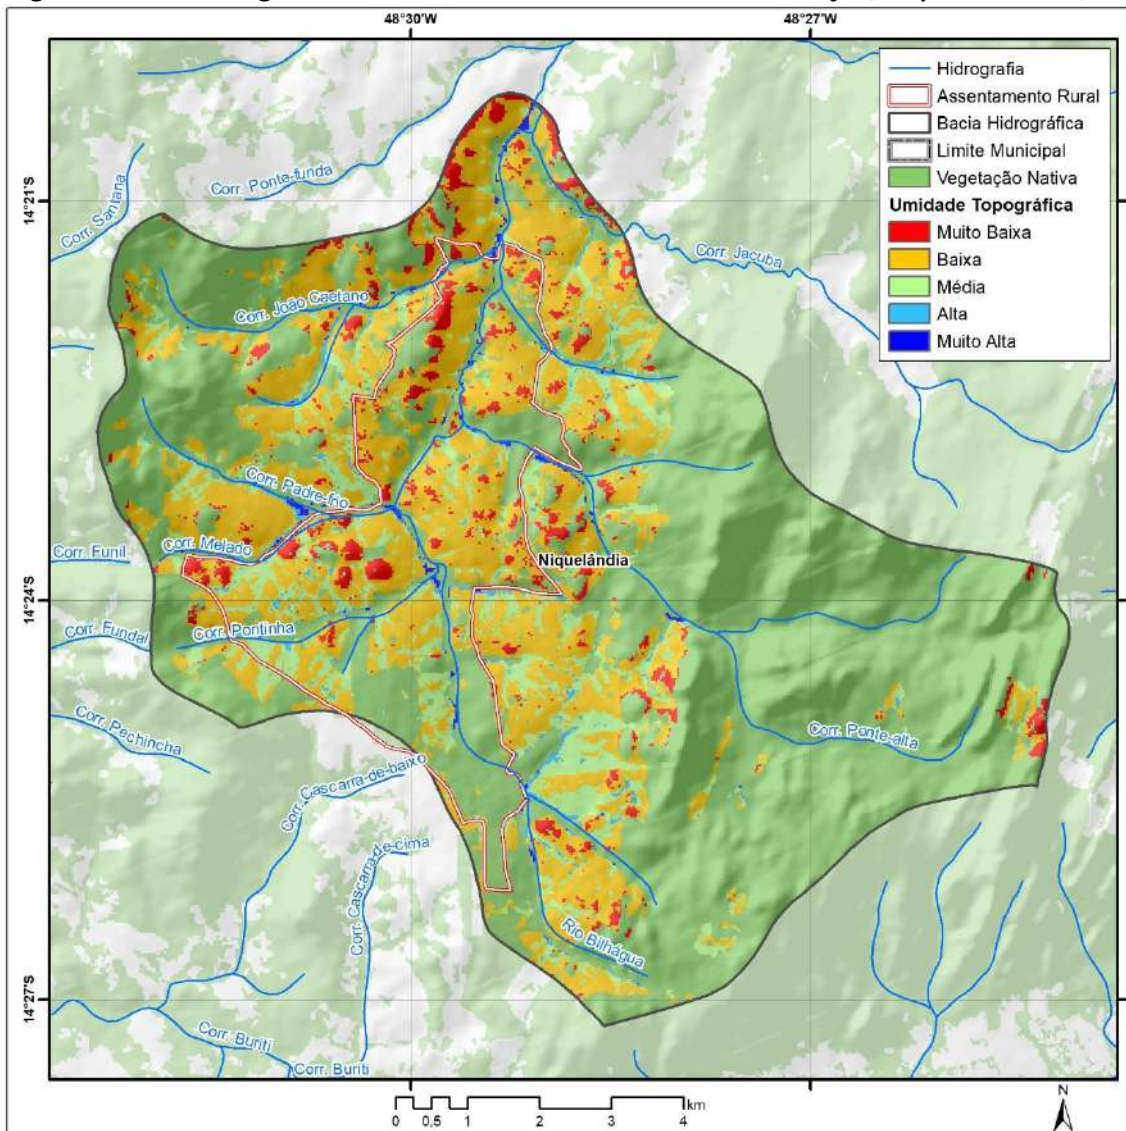 48°30'W
48°27'W
Hidrografia
Assentamento Rural
Bacia Hidrográfica
Limite Municipal
Vegetação Nativa
Umidade Topográfica
Muito Baixa
Baixa
Média
Alta
Muito Alta
14°21'S
Corr. Ponte-funda
Corr. Santana
Corr. Jacuba
Corr. João Caetano
Corr. Padre-frio
Corr. Melado
Corr. Funil
Niquelândia
14°24'S
Corr. Fundal
Corr. Pontinha
Corr. Pechincha
Corr. Ponte-alta
Corr. Cascarra-de-baixo
Corr. Cascarra-de-cima
Rio Bilhágua
14°27'S
Corr. Buriti
Corr. Buriti
N
km
0 0,5 1 2 3 4